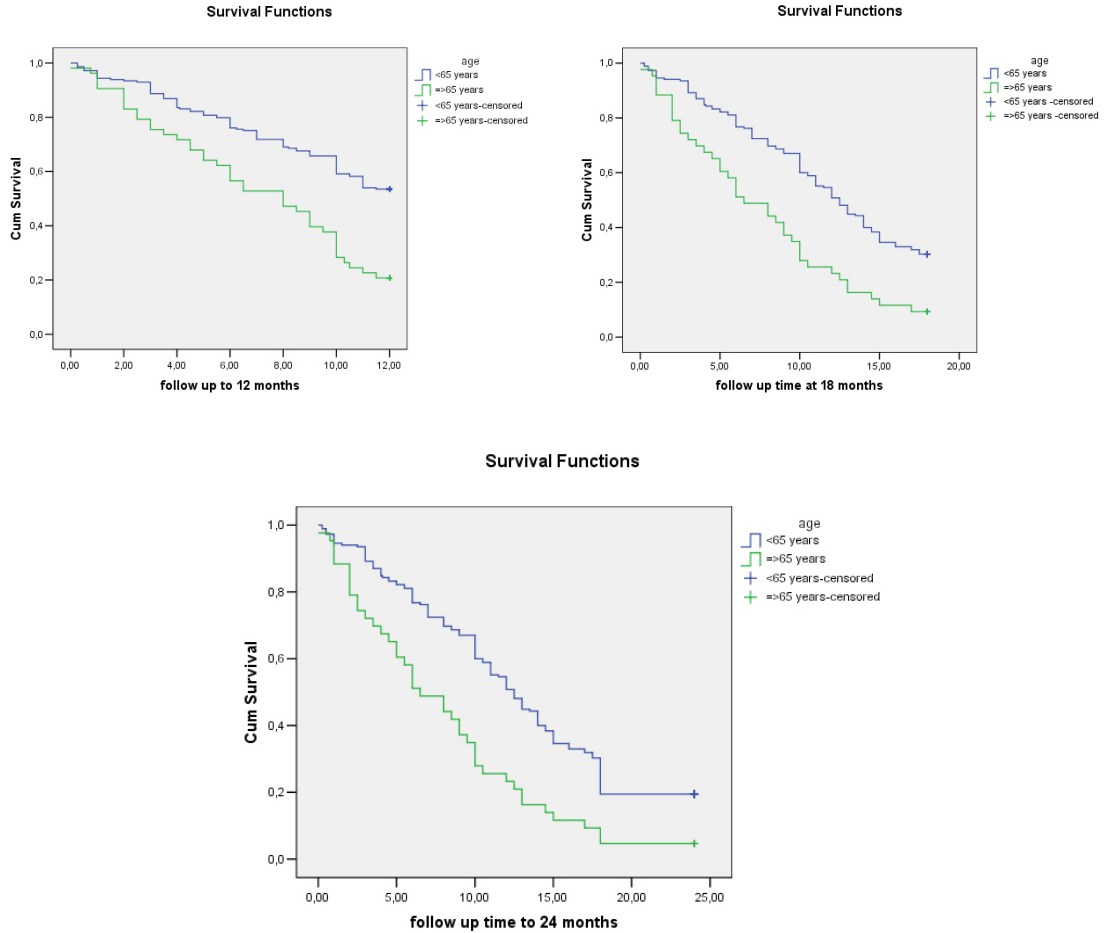 Survival Functions
Cum Survival
1,0
0,8
0,6
0,4
0,2
0,0
0,00 2,00 4,00 6,00 8,00 10,00 12,00
follow up to 12 months
age
<65 years
=>65 years
<65 years-censored
=>65 years-censored
Survival Functions
Cum Survival
1,0
0,8
0,6
0,4
0,2
0,0
0,00 5,00 10,00 15,00 20,00
follow up time at 18 months
age
<65 years
=>65 years
<65 years -censored
=>65 years -censored
Survival Functions
Cum Survival
1,0
0,8
0,6
0,4
0,2
0,0
0,00 5,00 10,00 15,00 20,00 25,00
follow up time to 24 months
age
<65 years
=>65 years
<65 years-censored
=>65 years-censored